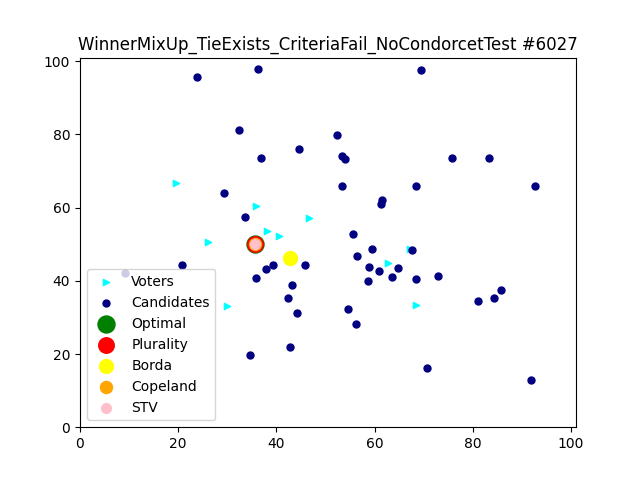 WinnerMixUp_TieExists_CriteriaFail_NoCondorcetTest #6027
100
80
60
40
20
0
Voters
Candidates
Optimal
Plurality
Borda
Copeland
STV
0 20 40 60 80 100